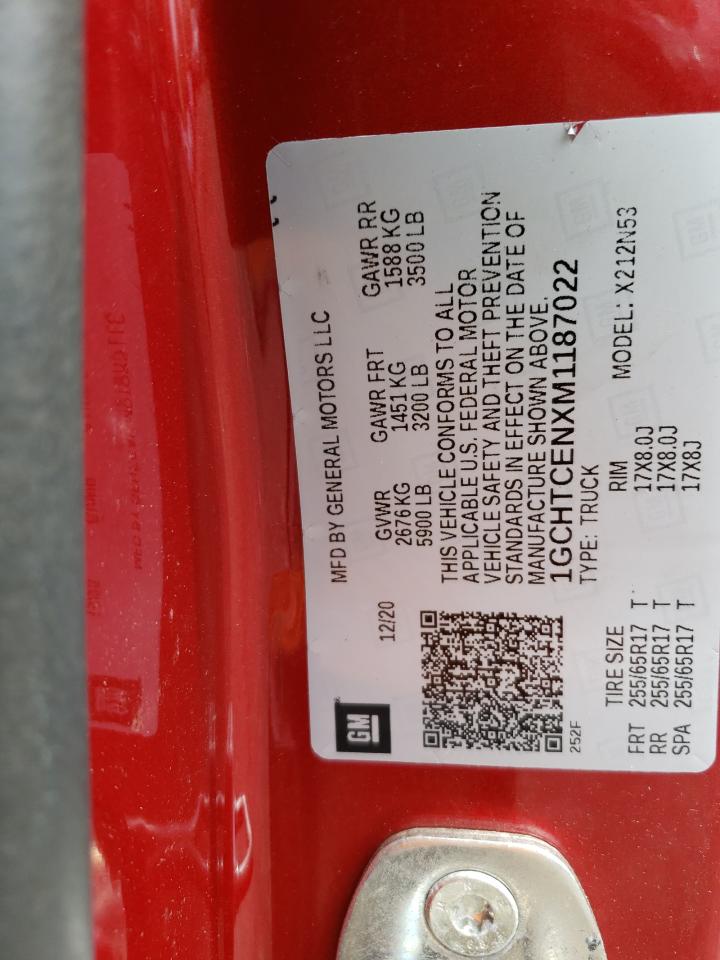 GM
MFD BY GENERAL MOTORS LLC
12/20
GVWR GAWR FRT GAWR RR
2676 KG 1451 KG 1588 KG
5900 LB 3200 LB 3500 LB
THIS VEHICLE CONFORMS TO ALL
APPLICABLE U.S. FEDERAL MOTOR
VEHICLE SAFETY AND THEFT PREVENTION
STANDARDS IN EFFECT ON THE DATE OF
MANUFACTURE SHOWN ABOVE.
1GCHTCENXM1187022
252F
TYPE: TRUCK
TIRE SIZE RIM MODEL: X212N53
FRT 255/65R17 T 17X8.0J
RR 255/65R17 T 17X8.0J
SPA 255/65R17 T 17X8J